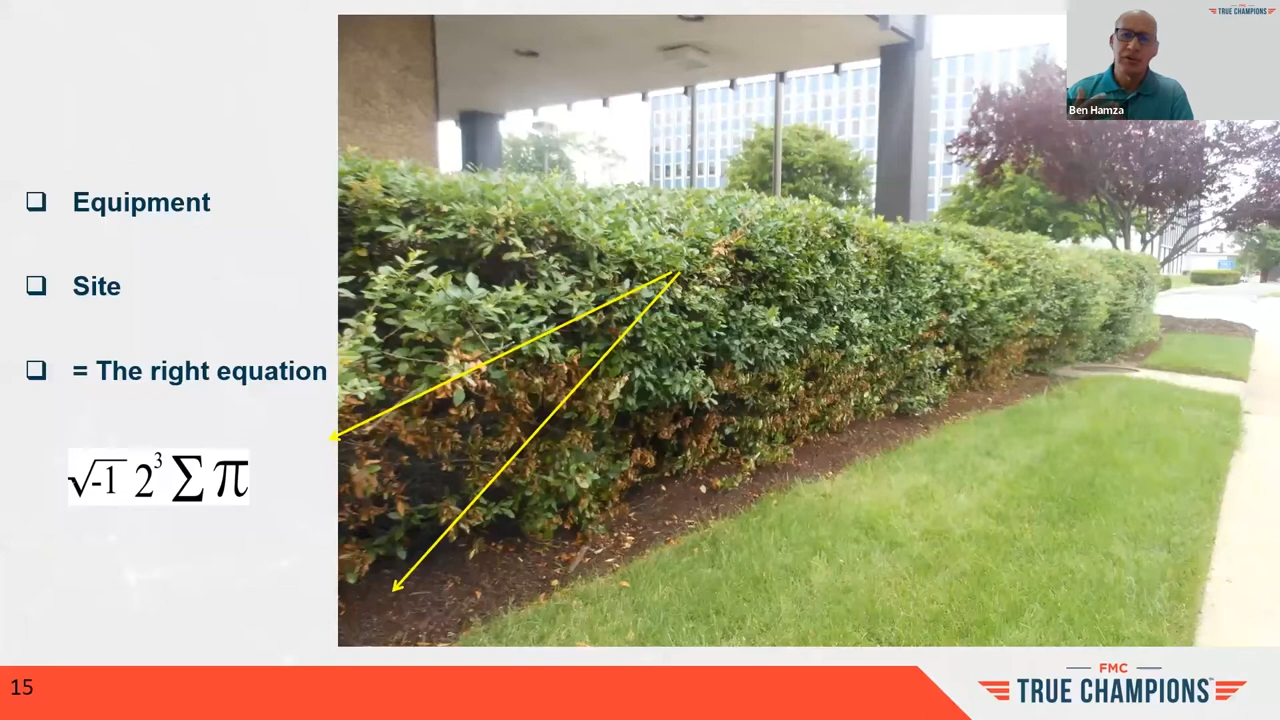 TRUE CHAMPIONS
Ben Hamza
Equipment
Site
= The right equation
√-1 2³ ∑ π
15
FMC
TRUE CHAMPIONS